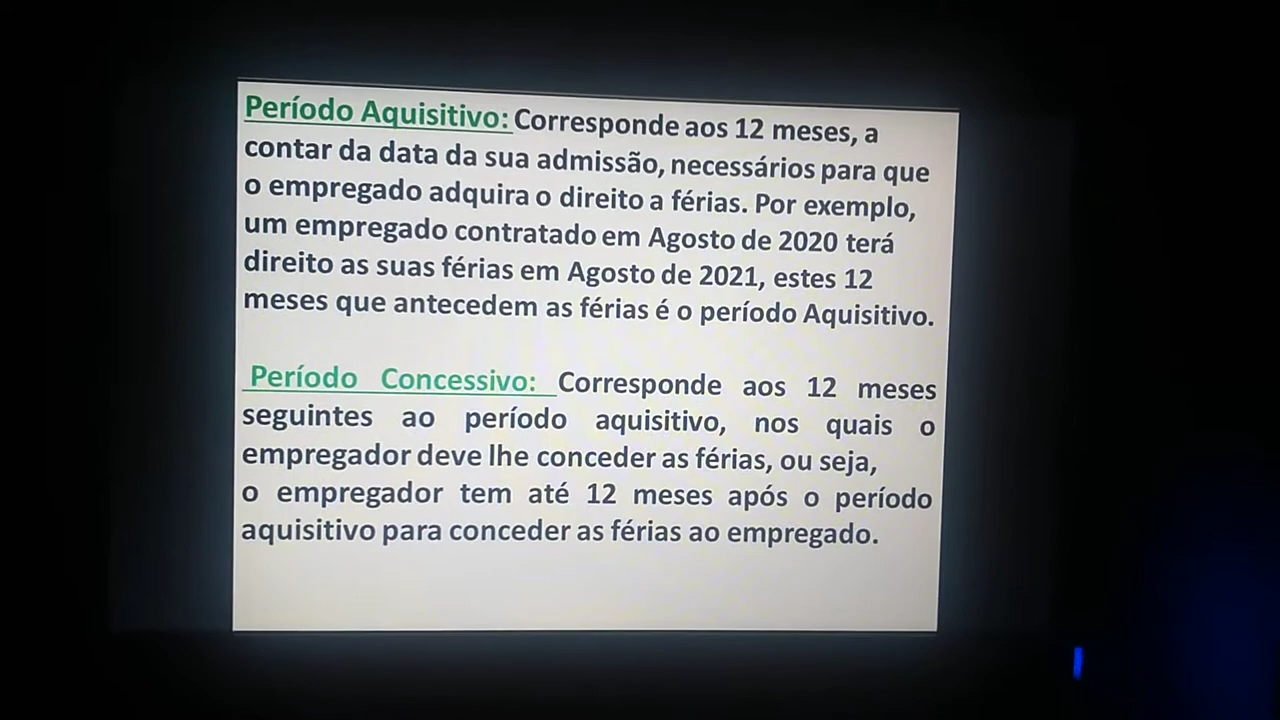 Período Aquisitivo: Corresponde aos 12 meses, a
contar da data da sua admissão, necessários para que
o empregado adquira o direito a férias. Por exemplo,
um empregado contratado em Agosto de 2020 terá
direito as suas férias em Agosto de 2021, estes 12
meses que antecedem as férias é o período Aquisitivo.
Período Concessivo: Corresponde aos 12 meses
seguintes ao período aquisitivo, nos quais o
empregador deve lhe conceder as férias, ou seja,
o empregador tem até 12 meses após o período
aquisitivo para conceder as férias ao empregado.